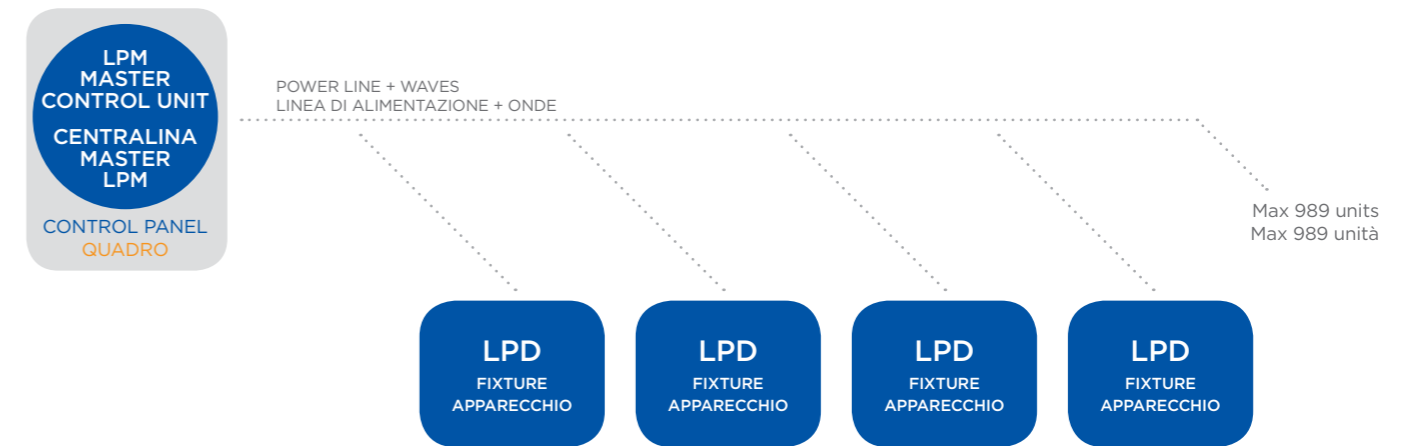 LPM
MASTER
CONTROL UNIT
CENTRALINA
MASTER
LPM
CONTROL PANEL
QUADRO
POWER LINE + WAVES
LINEA DI ALIMENTAZIONE + ONDE
Max 989 units
Max 989 unità
LPD
FIXTURE
APPARECCHIO
LPD
FIXTURE
APPARECCHIO
LPD
FIXTURE
APPARECCHIO
LPD
FIXTURE
APPARECCHIO